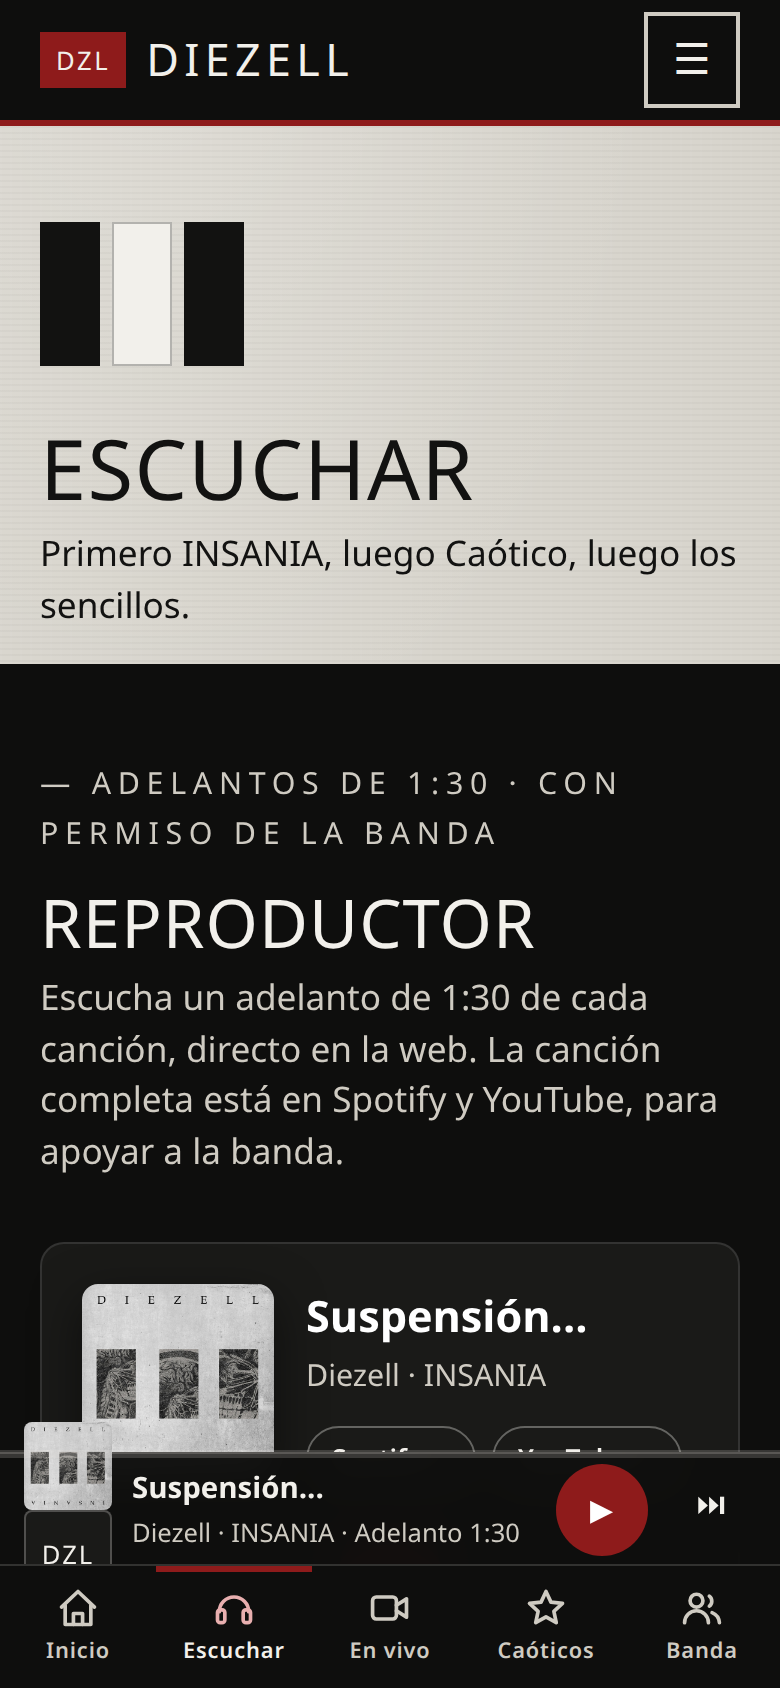 DZL DIEZELL ☰
ESCUCHAR
Primero INSANIA, luego Caótico, luego los
sencillos.
— ADELANTOS DE 1:30 · CON
PERMISO DE LA BANDA
REPRODUCTOR
Escucha un adelanto de 1:30 de cada
canción, directo en la web. La canción
completa está en Spotify y YouTube, para
apoyar a la banda.
DIEZELL
Suspensión...
Diezell · INSANIA
Suspensión...
Diezell · INSANIA · Adelanto 1:30
DZL
Inicio Escuchar En vivo Caóticos Banda